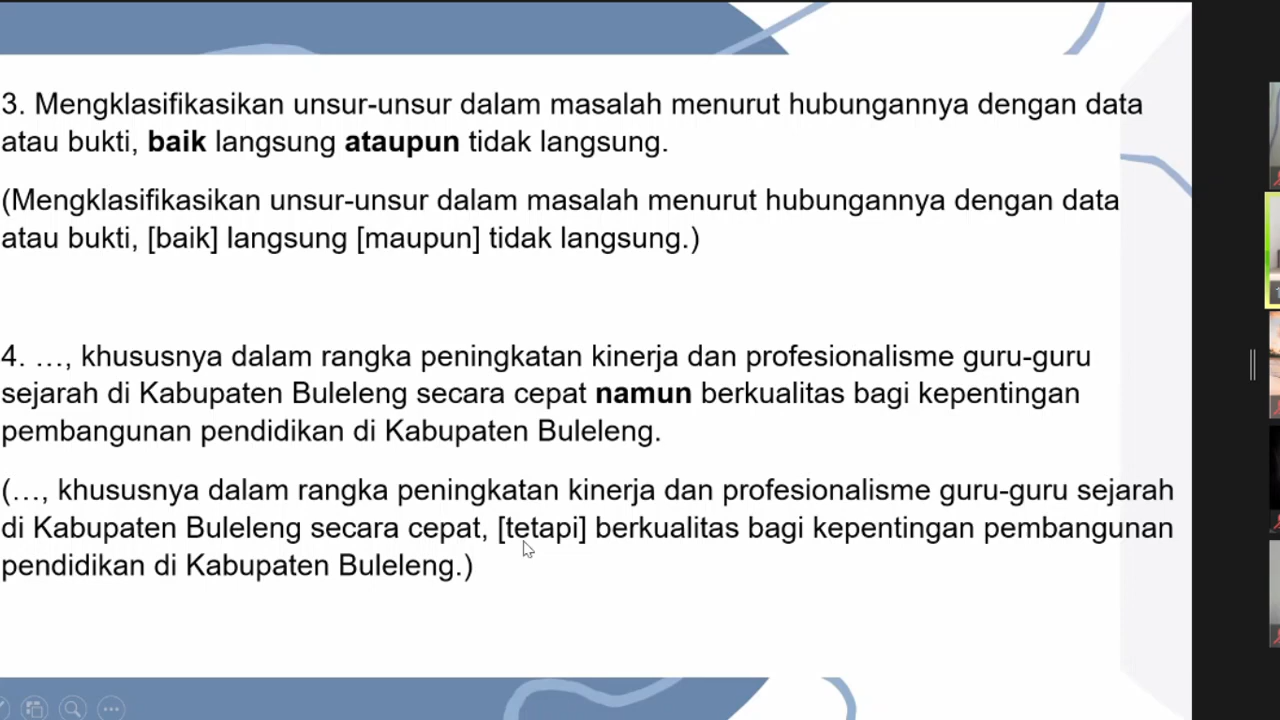 3. Mengklasifikasikan unsur-unsur dalam masalah menurut hubungannya dengan data
atau bukti, baik langsung ataupun tidak langsung.
(Mengklasifikasikan unsur-unsur dalam masalah menurut hubungannya dengan data
atau bukti, [baik] langsung [maupun] tidak langsung.)
4. …, khususnya dalam rangka peningkatan kinerja dan profesionalisme guru-guru
sejarah di Kabupaten Buleleng secara cepat namun berkualitas bagi kepentingan
pembangunan pendidikan di Kabupaten Buleleng.
(…, khususnya dalam rangka peningkatan kinerja dan profesionalisme guru-guru sejarah
di Kabupaten Buleleng secara cepat, [tetapi] berkualitas bagi kepentingan pembangunan
pendidikan di Kabupaten Buleleng.)